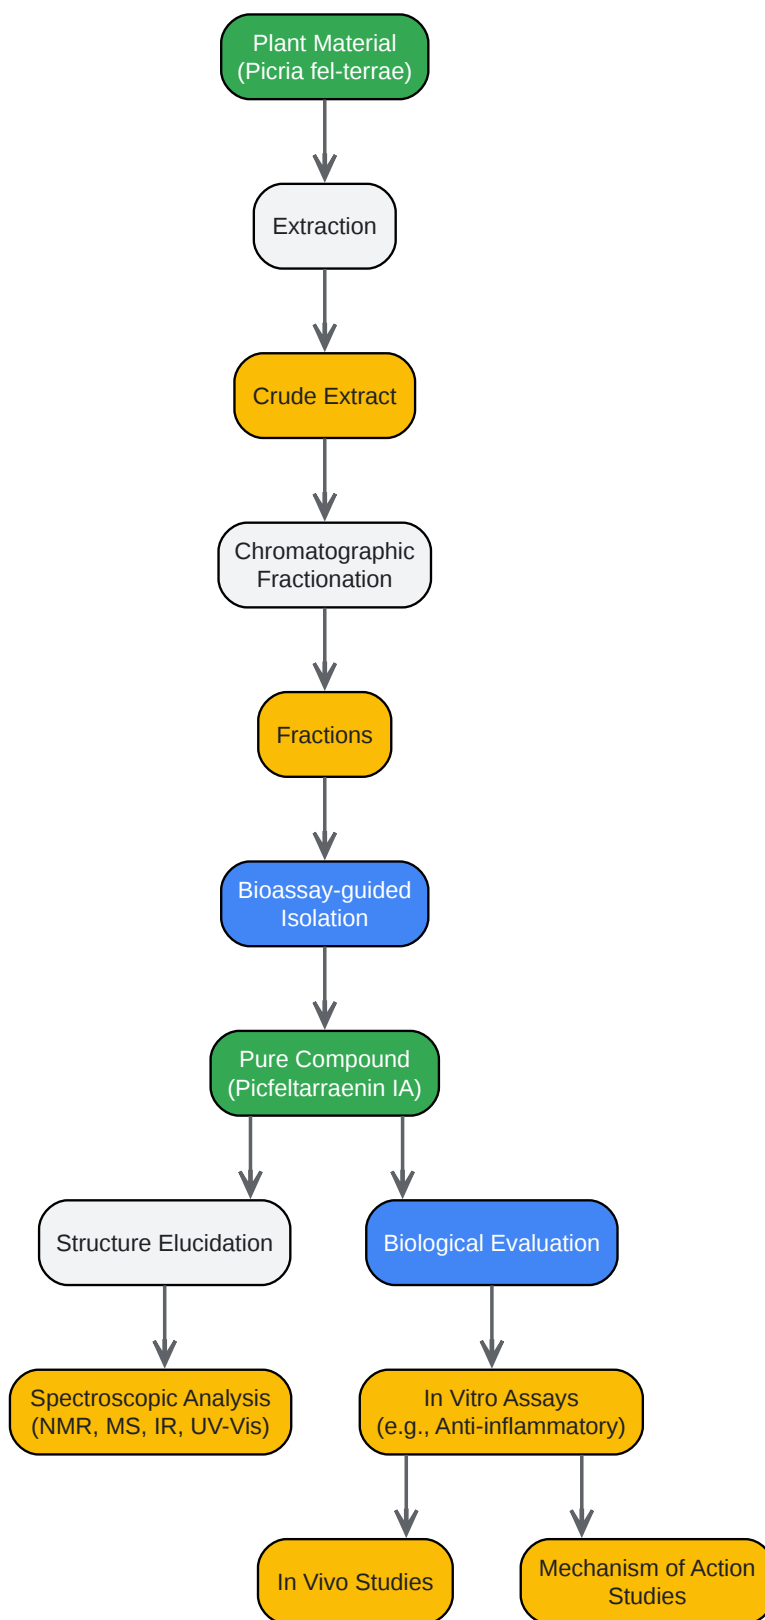 Plant Material
(Picria fel-terrae)
Extraction
Crude Extract
Chromatographic
Fractionation
Fractions
Bioassay-guided
Isolation
Pure Compound
(Picfeltarraenin IA)
Structure Elucidation
Biological Evaluation
Spectroscopic Analysis
(NMR, MS, IR, UV-Vis)
In Vitro Assays
(e.g., Anti-inflammatory)
In Vivo Studies
Mechanism of Action
Studies